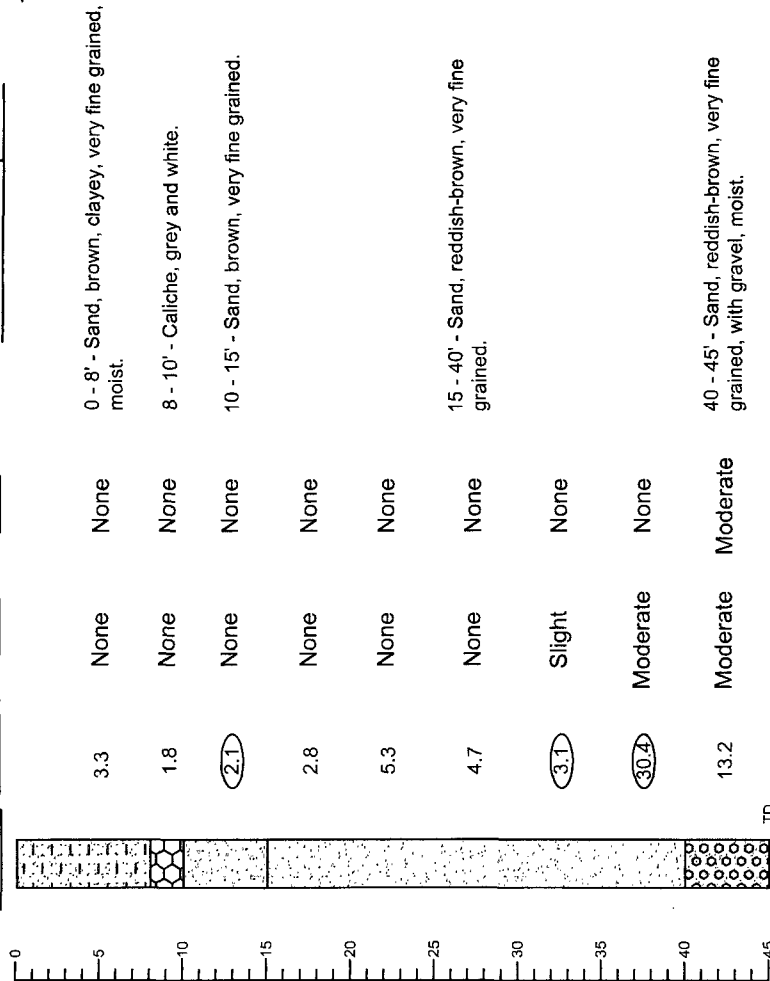 0
5
3.3 None None 0 - 8' - Sand, brown, clayey, very fine grained,
moist.
1.8 None None 8 - 10' - Caliche, grey and white.
10
2.1 None None 10 - 15' - Sand, brown, very fine grained.
15
2.8 None None
20
5.3 None None
25
4.7 None None 15 - 40' - Sand, reddish-brown, very fine
grained.
30
3.1 Slight None
35
30.4 Moderate None
40
13.2 Moderate Moderate 40 - 45' - Sand, reddish-brown, very fine
grained, with gravel, moist.
45
TD